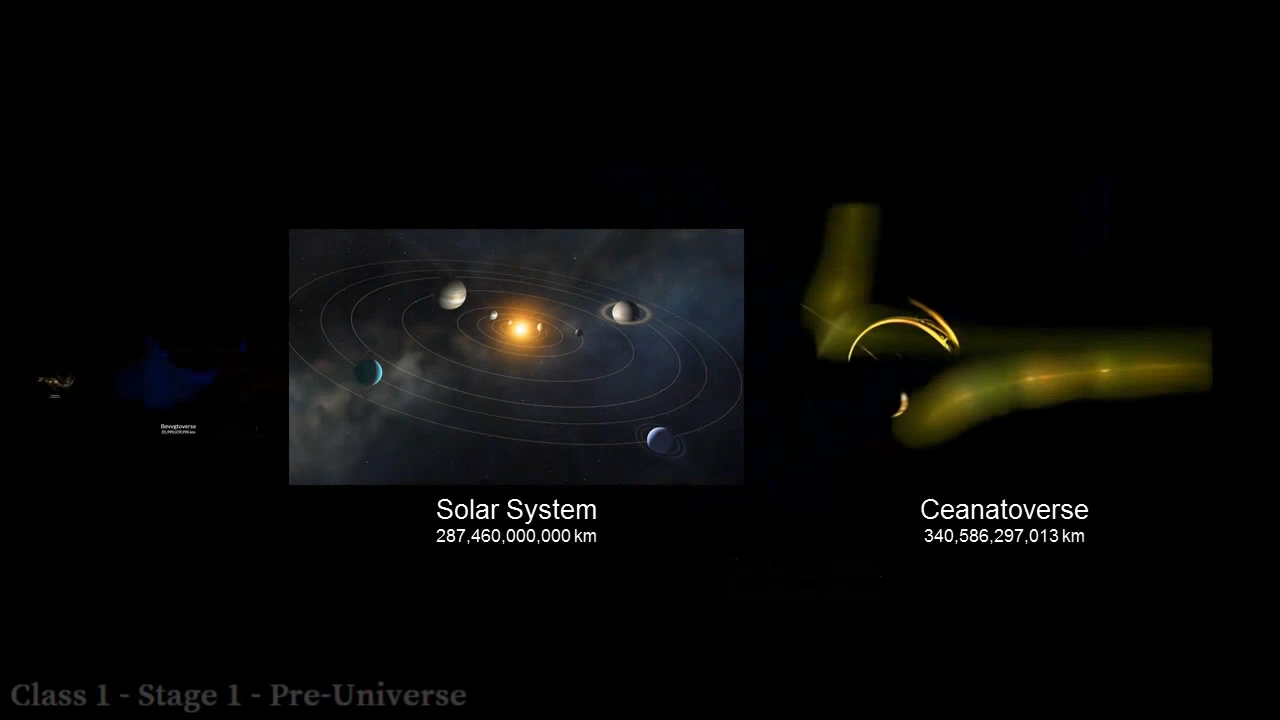 Bevvgtoverse
Solar System
287,460,000,000 km
Ceanatoverse
340,586,297,013 km
Class 1 - Stage 1 - Pre-Universe